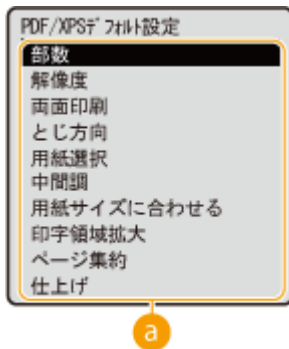 PDF/XPSﾃﾞﾌｫﾙﾄ設定
部数
解像度
両面印刷
とじ方向
用紙選択
中間調
用紙サイズに合わせる
印字領域拡大
ページ集約
仕上げ
a